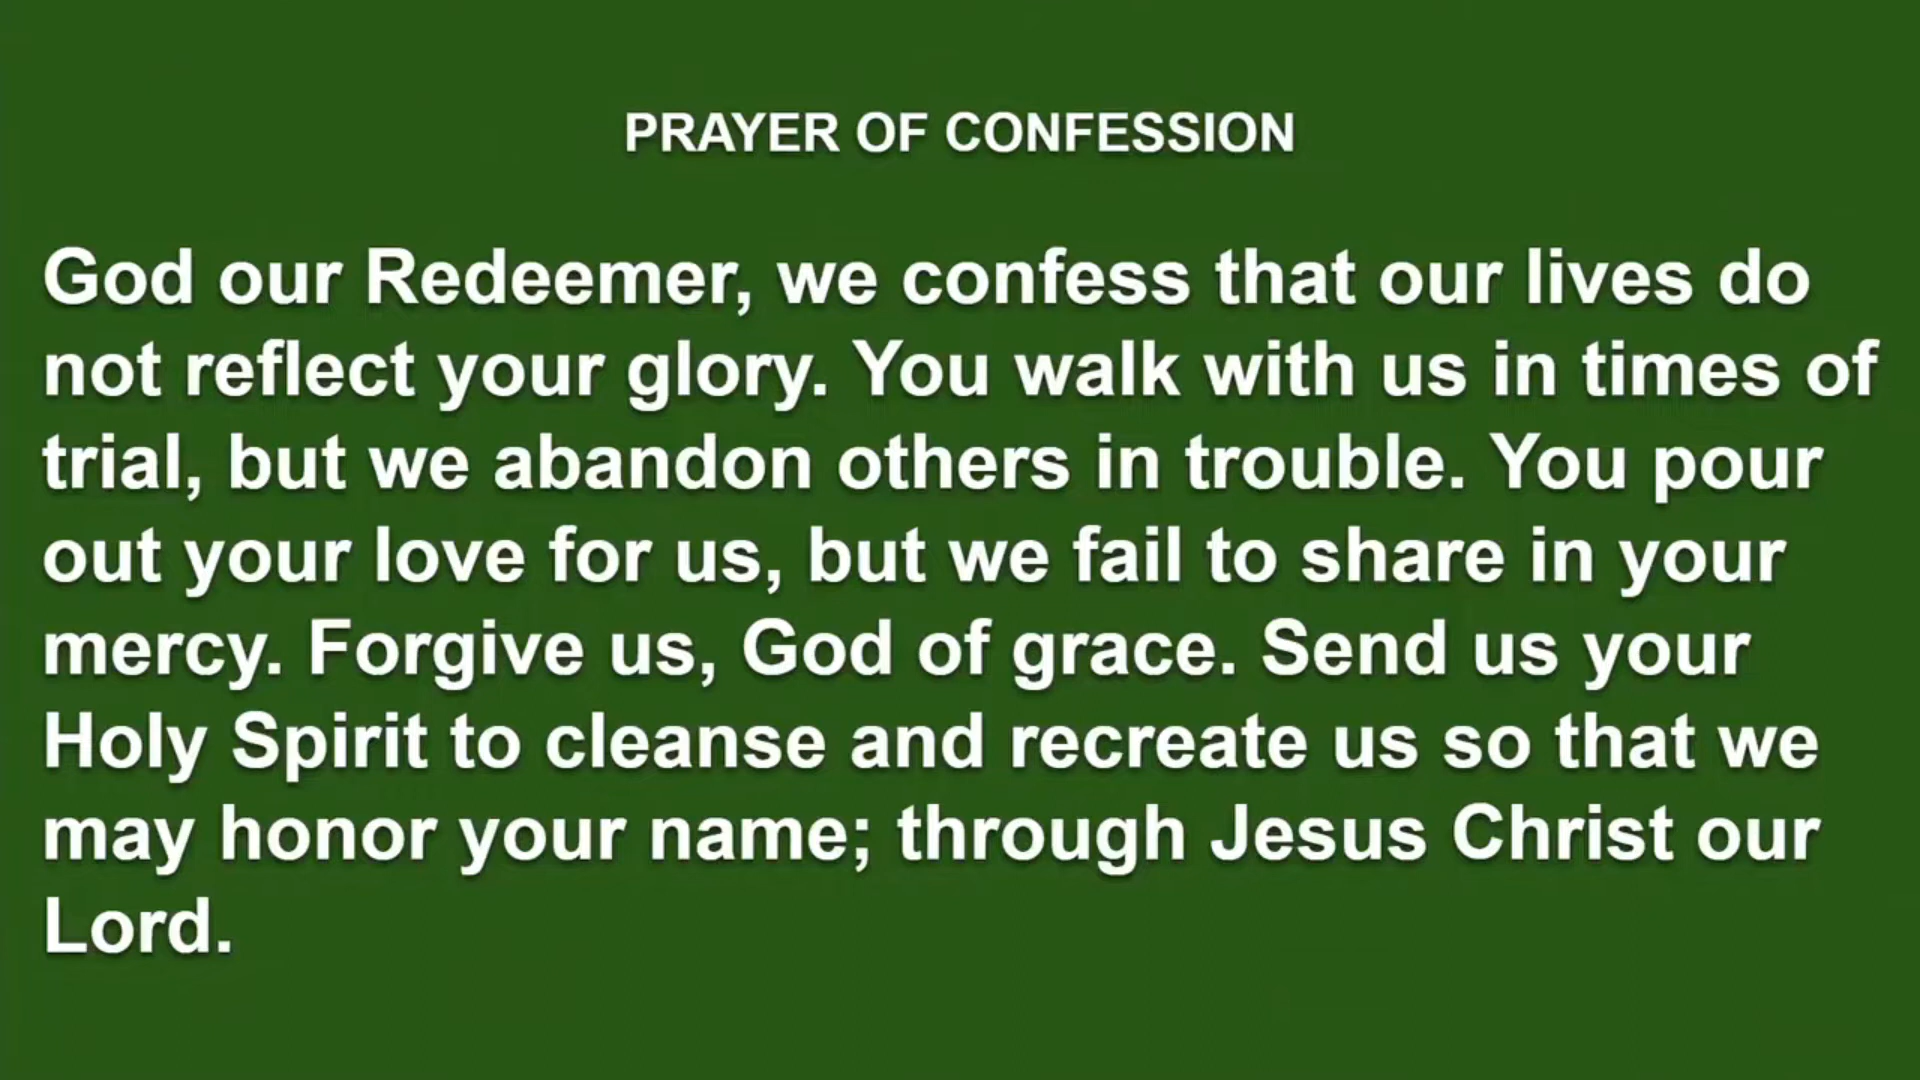 PRAYER OF CONFESSION
God our Redeemer, we confess that our lives do
not reflect your glory. You walk with us in times of
trial, but we abandon others in trouble. You pour
out your love for us, but we fail to share in your
mercy. Forgive us, God of grace. Send us your
Holy Spirit to cleanse and recreate us so that we
may honor your name; through Jesus Christ our
Lord.